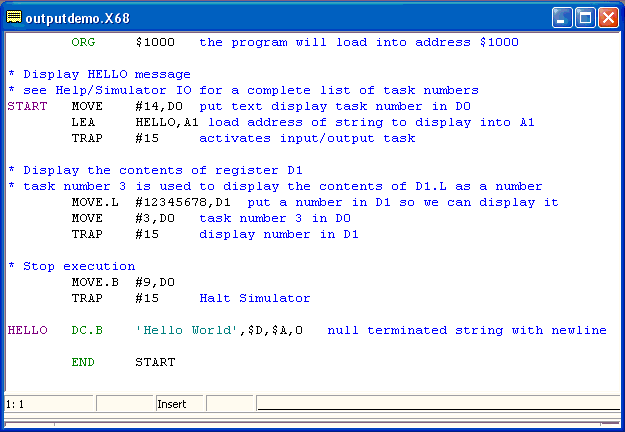 outputdemo.X68
ORG $1000 the program will load into address $1000
* Display HELLO message
* see Help/Simulator IO for a complete list of task numbers
START MOVE #14,D0 put text display task number in D0
LEA HELLO,A1 load address of string to display into A1
TRAP #15 activates input/output task
* Display the contents of register D1
* task number 3 is used to display the contents of D1.L as a number
MOVE.L #12345678,D1 put a number in D1 so we can display it
MOVE #3,D0 task number 3 in D0
TRAP #15 display number in D1
* Stop execution
MOVE.B #9,D0
TRAP #15 Halt Simulator
HELLO DC.B 'Hello World',$D,$A,0 null terminated string with newline
END START
1: 1 Insert